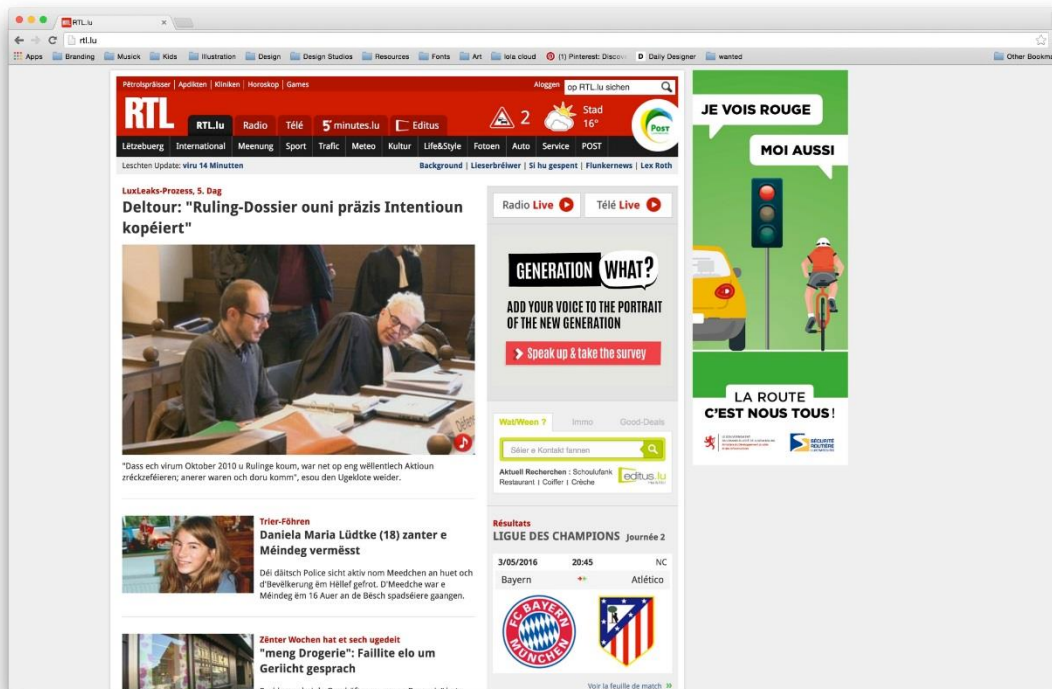 RTL.lu
rtl.lu
Apps Branding Musick Kids Illustration Design Design Studios Resources Fonts Art lola cloud (1) Pinterest: Discov Daily Designer wanted Other Bookma
Pëtrolspräisser | Apdikten | Kliniken | Horoskop | Games
Aloggen op RTL.lu sichen
RTL
RTL.lu Radio Télé 5 minutes.lu Editus
2 Stad
16°
POST
Lëtzebuerg International Meenung Sport Trafic Meteo Kultur Life&Style Fotoen Auto Service POST
Leschten Update: viru 14 Minutten
Background | Lieserbréiwer | Si hu gespent | Flunkernews | Lex Roth
LuxLeaks-Prozess, 5. Dag
Deltour: "Ruling-Dossier ouni präzis Intentioun
kopéiert"
"Dass ech virum Oktober 2010 u Rulinge koum, war net op eng wëllentlech Aktioun
zréckzeféieren; anerer waren och doru komm", esou den Ugeklote weider.
Trier-Föhren
Daniela Maria Lüdtke (18) zanter e
Méindeg vermësst
Déi däitsch Police sicht aktiv nom Meedchen an huet och
d'Bevëlkerung ëm Hëllef gefrot. D'Meedche war e
Méindeg ëm 16 Auer an de Bësch spadséiere gaangen.
Zënter Wochen hat et sech ugedeit
"meng Drogerie": Faillite elo um
Geriicht gesprach
Radio Live Télé Live
GENERATION WHAT?
ADD YOUR VOICE TO THE PORTRAIT
OF THE NEW GENERATION
Speak up & take the survey
Wat/Ween ? Immo Good-Deals
Séier e Kontakt fannen
Aktuell Recherchen : Schoulufank
Restaurant | Coiffer | Crèche
editus.lu
Résultats
LIGUE DES CHAMPIONS Journée 2
3/05/2016 20:45 NC
Bayern Atlético
FC BAYERN
MÜNCHEN
Voir la feuille de match
JE VOIS ROUGE
MOI AUSSI
LA ROUTE
C'EST NOUS TOUS !
SÉCURITÉ
ROUTIÈRE